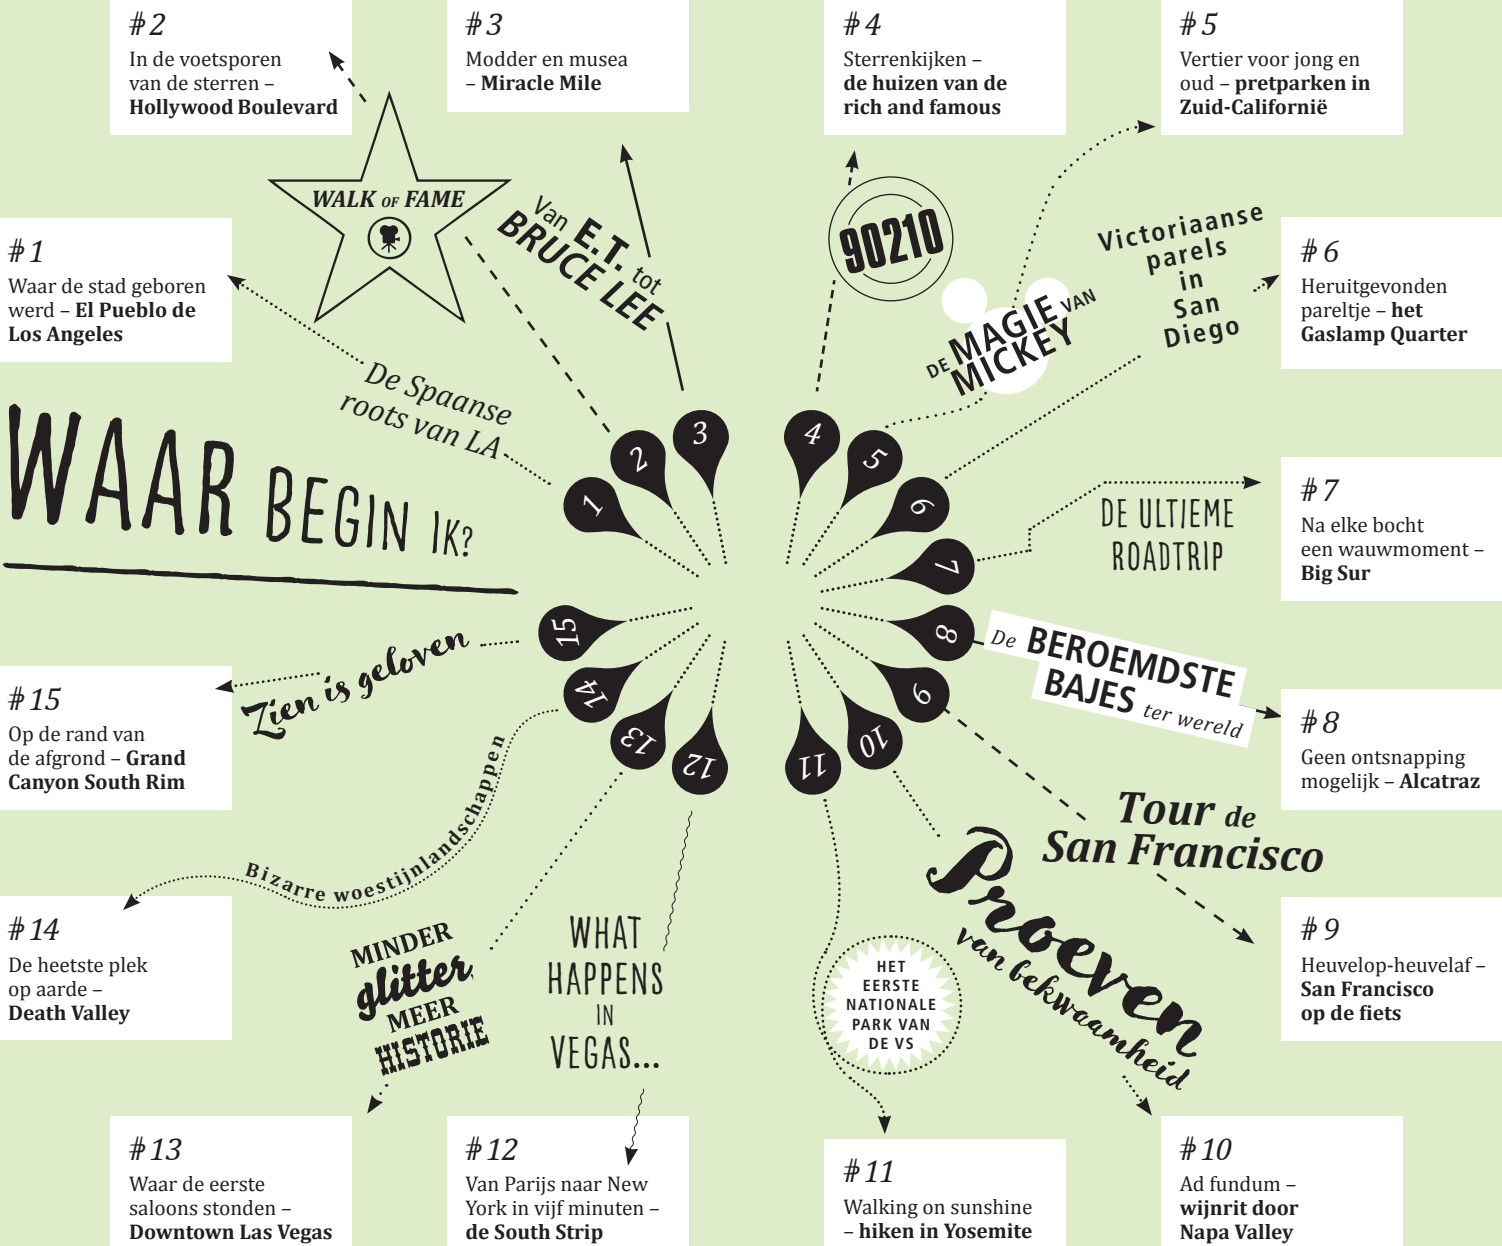 #2
In de voetsporen
van de sterren –
Hollywood Boulevard
#3
Modder en musea
– Miracle Mile
#4
Sterrenkijken –
de huizen van de
rich and famous
#5
Vertier voor jong en
oud – pretparken in
Zuid-Californië
WALK OF FAME
Van E.T. tot
BRUCE LEE
90210
DE MAGIE VAN
MICKEY
Victoriaanse
parels
in
San
Diego
#1
Waar de stad geboren
werd – El Pueblo de
Los Angeles
#6
Heruitgevonden
pareltje – het
Gaslamp Quarter
De Spaanse
roots van LA
WAAR BEGIN IK?
1
2
3
4
5
6
7
8
9
10
11
12
13
14
15
DE ULTIEME
ROADTRIP
#7
Na elke bocht
een wauwmoment –
Big Sur
De BEROEMDSTE
BAJES ter wereld
#8
Geen ontsnapping
mogelijk – Alcatraz
Zien is geloven
#15
Op de rand van
de afgrond – Grand
Canyon South Rim
Tour de
San Francisco
#9
Heuvelop-heuvelaf –
San Francisco
op de fiets
Bizarre woestijnlandschappen
#14
De heetste plek
op aarde –
Death Valley
MINDER
glitter,
MEER
HISTORIE
WHAT
HAPPENS
IN
VEGAS...
HET
EERSTE
NATIONALE
PARK VAN
DE VS
Proeven
van bekwaamheid
#13
Waar de eerste
saloons stonden –
Downtown Las Vegas
#12
Van Parijs naar New
York in vijf minuten –
de South Strip
#11
Walking on sunshine
– hiken in Yosemite
#10
Ad fundum –
wijnrit door
Napa Valley